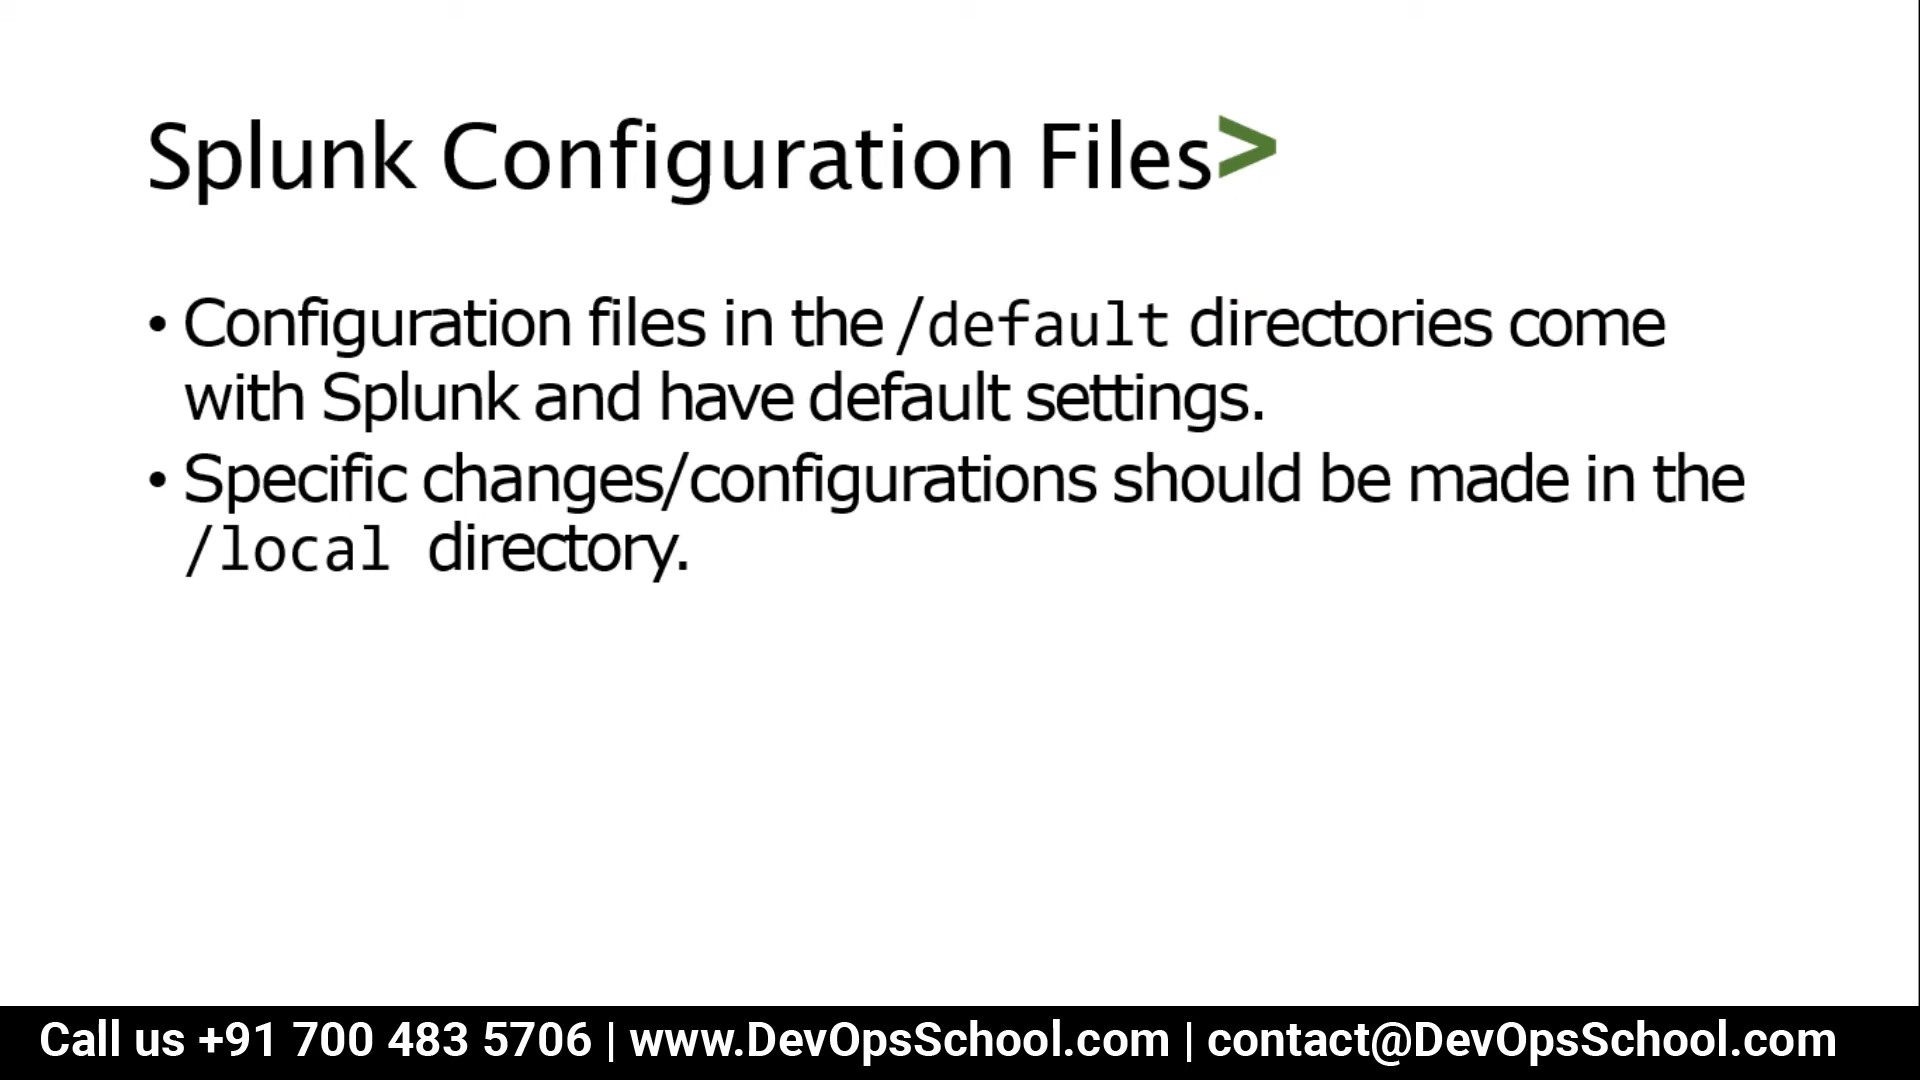 Splunk Configuration Files>
• Configuration files in the /default directories come
with Splunk and have default settings.
• Specific changes/configurations should be made in the
/local directory.
Call us +91 700 483 5706 | www.DevOpsSchool.com | contact@DevOpsSchool.com